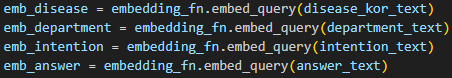 emb_disease = embedding_fn.embed_query(disease_kor_text)
emb_department = embedding_fn.embed_query(department_text)
emb_intention = embedding_fn.embed_query(intention_text)
emb_answer = embedding_fn.embed_query(answer_text)